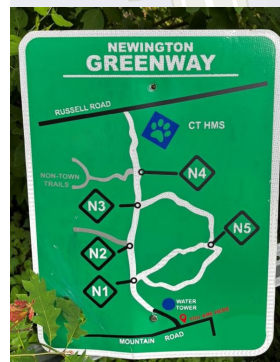 NEWINGTON
GREENWAY
RUSSELL ROAD
CT HMS
N4
NON-TOWN
TRAILS
N3
N5
N2
N1
WATER
TOWER
MOUNTAIN ROAD